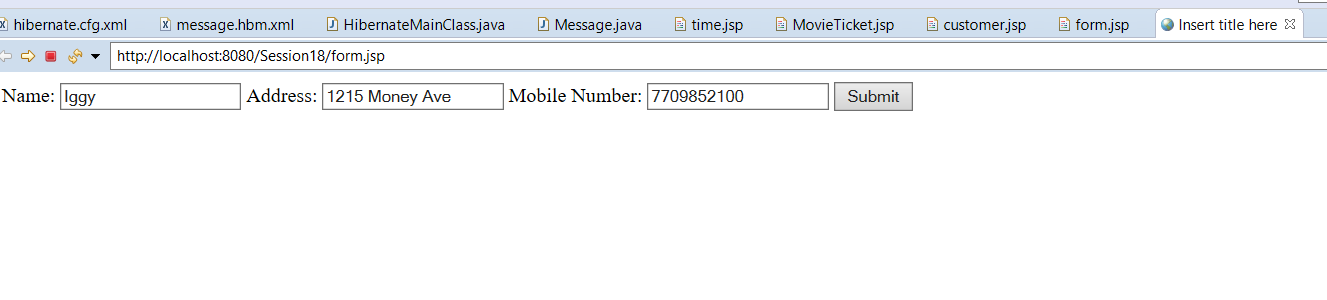 hibernate.cfg.xml message.hbm.xml HibernateMainClass.java Message.java time.jsp MovieTicket.jsp customer.jsp form.jsp Insert title here
http://localhost:8080/Session18/form.jsp
Name: Iggy Address: 1215 Money Ave Mobile Number: 7709852100 Submit